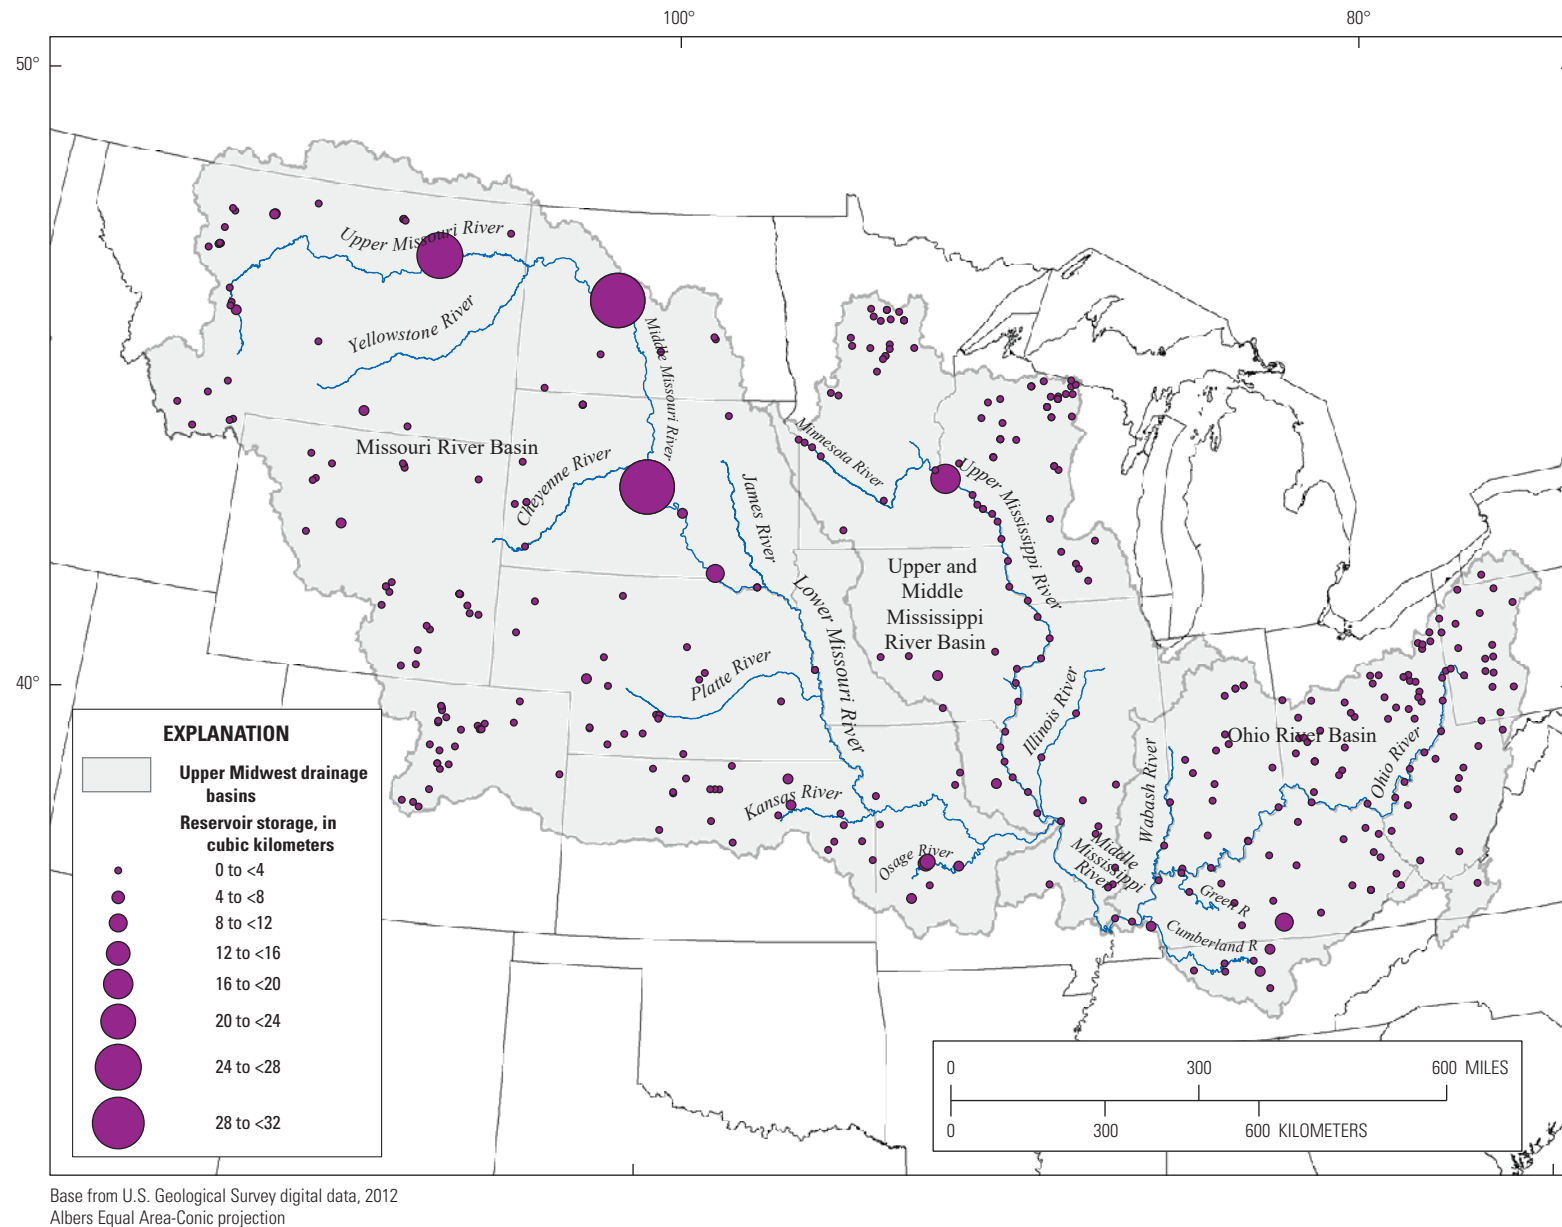 100°
80°
50°
40°
Upper Missouri River
Yellowstone River
Middle Missouri River
Missouri River Basin
Cheyenne River
James River
Minnesota River
Upper Mississippi River
Upper and
Middle
Mississippi
River Basin
Lower Missouri River
Platte River
Illinois River
Kansas River
Osage River
Middle
Mississippi
River
Wabash River
Ohio River Basin
Ohio River
Green R
Cumberland R
EXPLANATION
Upper Midwest drainage
basins
Reservoir storage, in
cubic kilometers
0 to <4
4 to <8
8 to <12
12 to <16
16 to <20
20 to <24
24 to <28
28 to <32
0 300 600 MILES
0 300 600 KILOMETERS
Base from U.S. Geological Survey digital data, 2012
Albers Equal Area-Conic projection